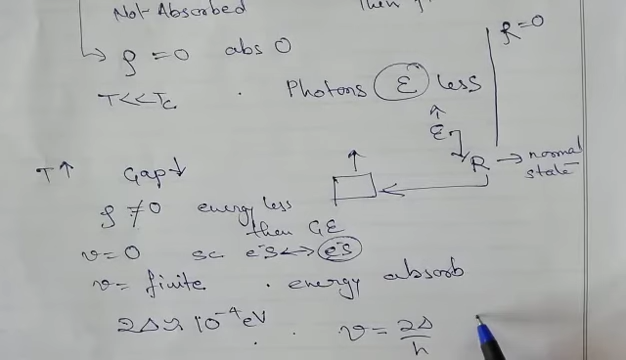 Not Absorbed Then
ρ = 0 abs 0 ρ = 0
T << Tc . Photons E less
E
R → normal state
T↑ Gap↓
ρ ≠ 0 energy less then GE
ν = 0 sc e⁻s ↔ e⁻s
ν = finite . energy absorb
2Δ ≈ 10⁻⁴ eV . . ν = 2Δ/h